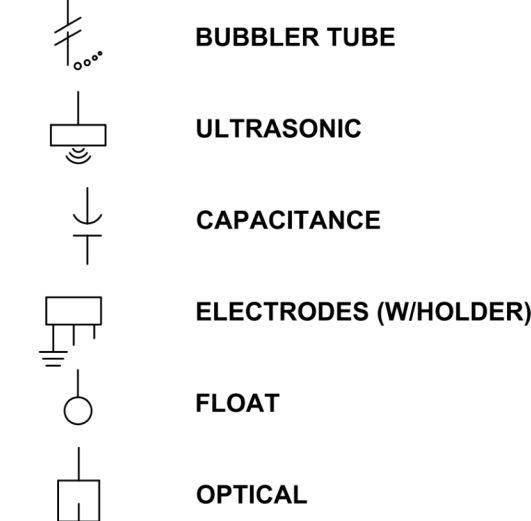 BUBBLER TUBE
ULTRASONIC
CAPACITANCE
ELECTRODES (W/HOLDER)
FLOAT
OPTICAL